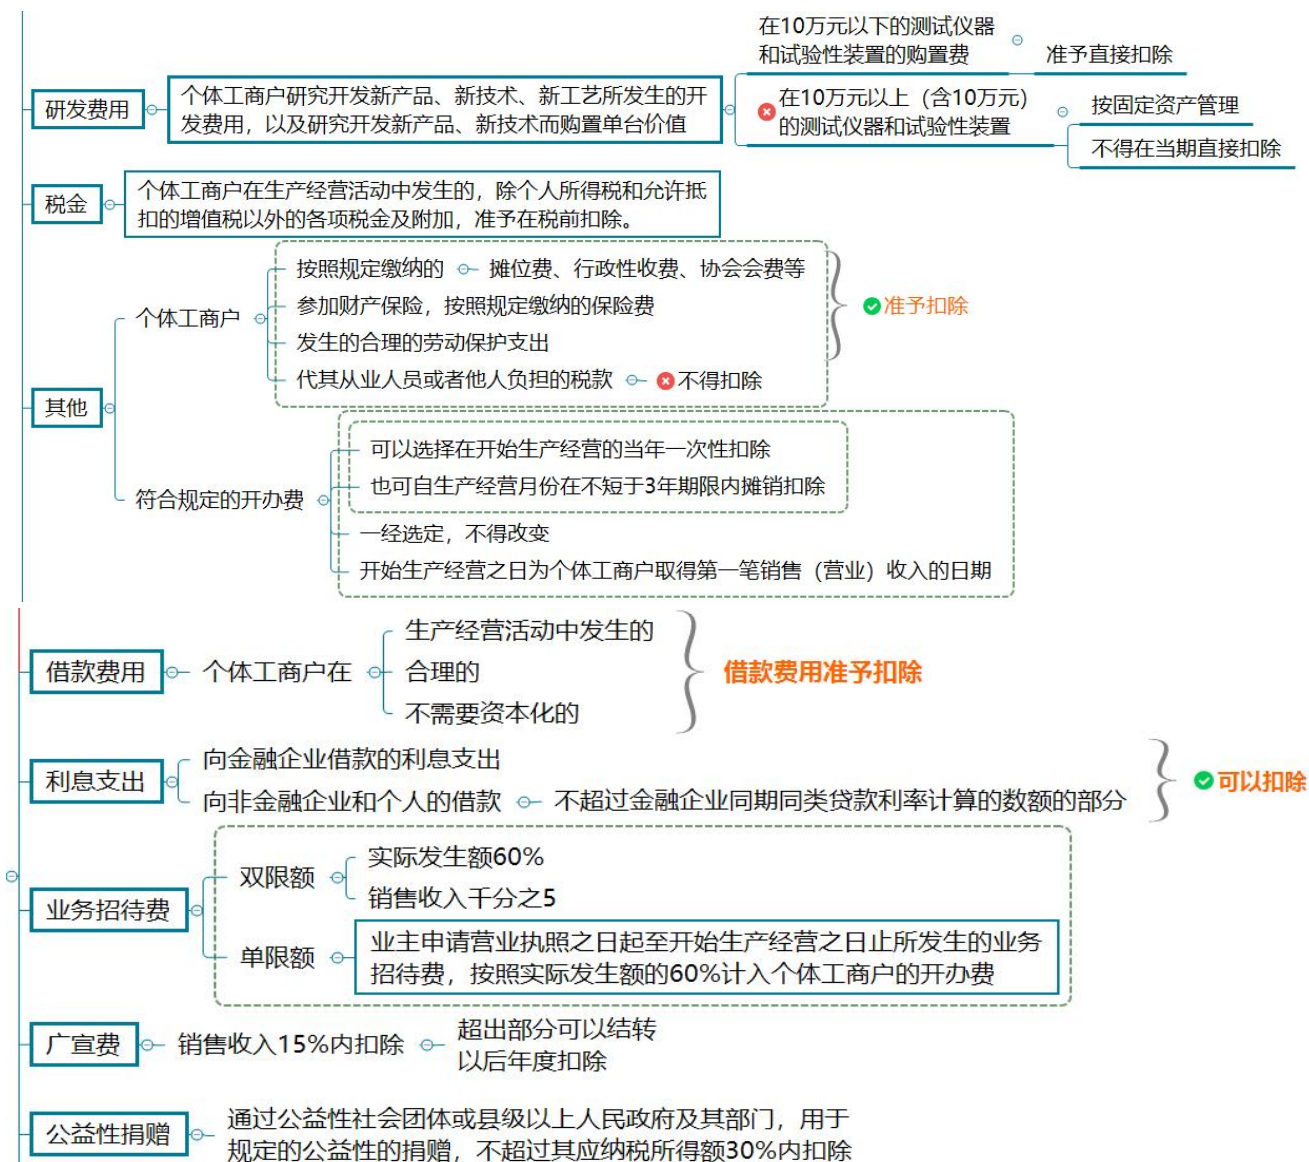 研发费用
个体工商户研究开发新产品、新技术、新工艺所发生的开
发费用，以及研究开发新产品、新技术而购置单台价值
在10万元以下的测试仪器
和试验性装置的购置费
准予直接扣除
在10万元以上（含10万元）
的测试仪器和试验性装置
按固定资产管理
不得在当期直接扣除
税金
个体工商户在生产经营活动中发生的，除个人所得税和允许抵
扣的增值税以外的各项税金及附加，准予在税前扣除。
其他
个体工商户
按照规定缴纳的
摊位费、行政性收费、协会会费等
参加财产保险，按照规定缴纳的保险费
发生的合理的劳动保护支出
准予扣除
代其从业人员或者他人负担的税款
不得扣除
符合规定的开办费
可以选择在开始生产经营的当年一次性扣除
也可自生产经营月份在不短于3年期限内摊销扣除
一经选定，不得改变
开始生产经营之日为个体工商户取得第一笔销售（营业）收入的日期
借款费用
个体工商户在
生产经营活动中发生的
合理的
不需要资本化的
借款费用准予扣除
利息支出
向金融企业借款的利息支出
向非金融企业和个人的借款
不超过金融企业同期同类贷款利率计算的数额的部分
可以扣除
业务招待费
双限额
实际发生额60%
销售收入千分之5
单限额
业主申请营业执照之日起至开始生产经营之日止所发生的业务
招待费，按照实际发生额的60%计入个体工商户的开办费
广宣费
销售收入15%内扣除
超出部分可以结转
以后年度扣除
公益性捐赠
通过公益性社会团体或县级以上人民政府及其部门，用于
规定的公益性的捐赠，不超过其应纳税所得额30%内扣除